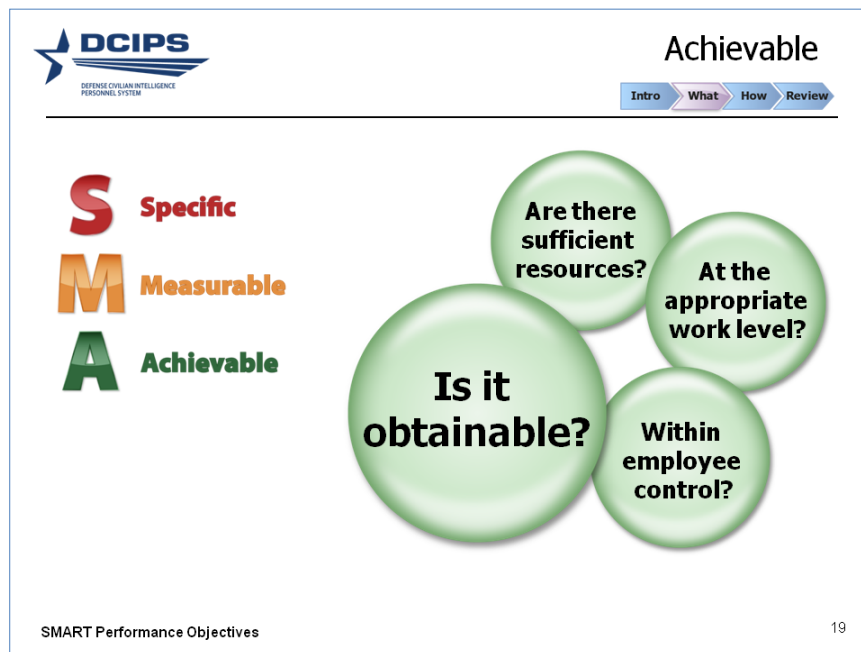 DCIPS
DEFENSE CIVILIAN INTELLIGENCE
PERSONNEL SYSTEM
Achievable
Intro
What
How
Review
S Specific
M Measurable
A Achievable
Are there
sufficient
resources?
At the
appropriate
work level?
Is it
obtainable?
Within
employee
control?
SMART Performance Objectives
19